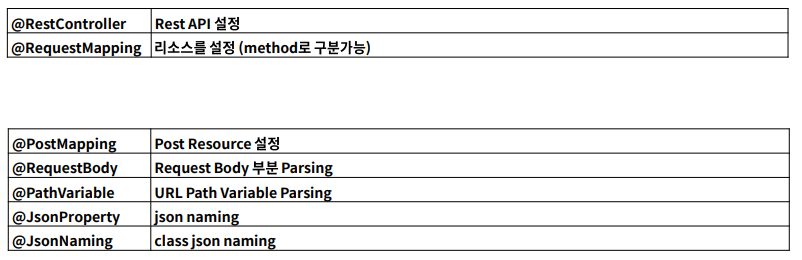 @RestController Rest API 설정
@RequestMapping 리소스를 설정 (method로 구분가능)
@PostMapping Post Resource 설정
@RequestBody Request Body 부분 Parsing
@PathVariable URL Path Variable Parsing
@JsonProperty json naming
@JsonNaming class json naming